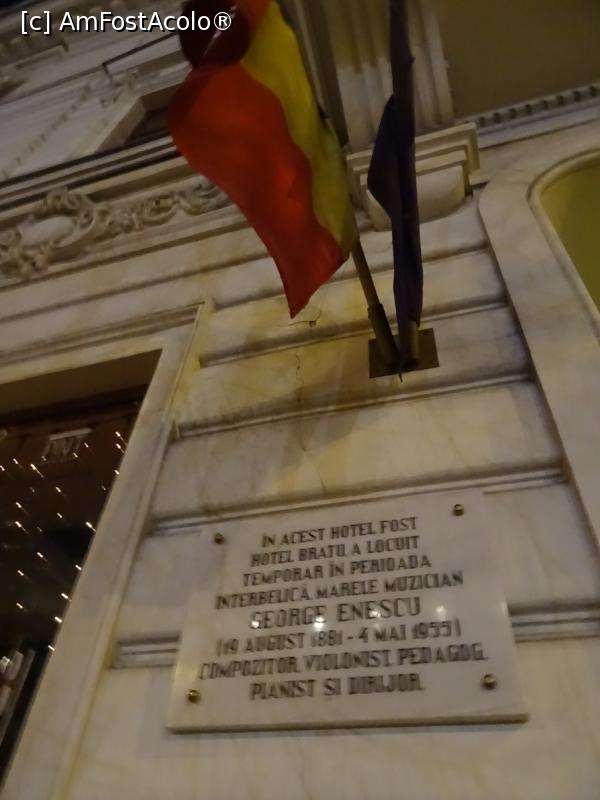 [c] AmFostAcolo®
ÎN ACEST HOTEL FOST
HOTEL BRATU, A LOCUIT
TEMPORAR ÎN PERIOADA
INTERBELICĂ, MARELE MUZICIAN
GEORGE ENESCU
(19 AUGUST 1881 - 4 MAI 1955)
COMPOZITOR, VIOLONIST, PEDAGOG,
PIANIST SI DIRIJOR.